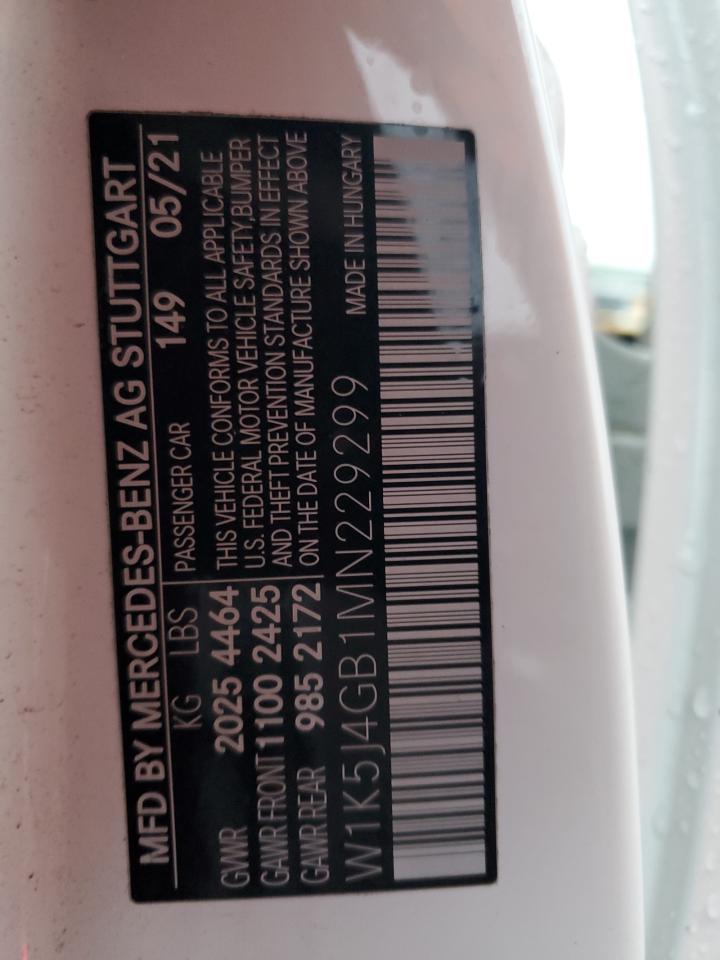 MFD BY MERCEDES-BENZ AG STUTTGART
KG LBS PASSENGER CAR 149 05/21
GVWR 2025 4464 THIS VEHICLE CONFORMS TO ALL APPLICABLE
U.S. FEDERAL MOTOR VEHICLE SAFETY,BUMPER
GAWR FRONT 1100 2425 AND THEFT PREVENTION STANDARDS IN EFFECT
GAWR REAR 985 2172 ON THE DATE OF MANUFACTURE SHOWN ABOVE
W1K5J4GB1MN229299 MADE IN HUNGARY